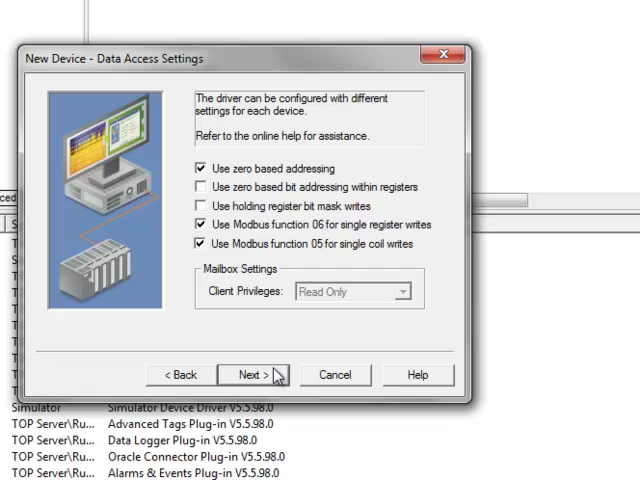 New Device - Data Access Settings
The driver can be configured with different
settings for each device.
Refer to the online help for assistance.
Use zero based addressing
Use zero based bit addressing within registers
Use holding register bit mask writes
Use Modbus function 06 for single register writes
Use Modbus function 05 for single coil writes
Mailbox Settings
Client Privileges: Read Only
< Back Next > Cancel Help
ced
S
T
S
T
T
T
T
T
T
T
T
Simulator Simulator Device Driver V5.5.98.0
TOP Server\Ru... Advanced Tags Plug-in V5.5.98.0
TOP Server\Ru... Data Logger Plug-in V5.5.98.0
TOP Server\Ru... Oracle Connector Plug-in V5.5.98.0
TOP Server\Ru... Alarms & Events Plug-in V5.5.98.0